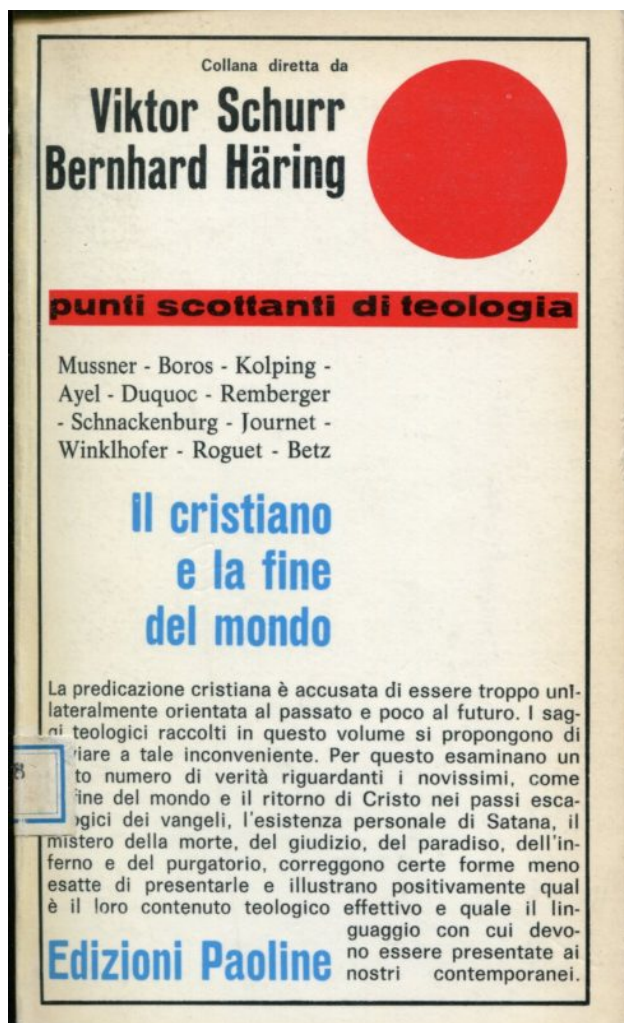 Collana diretta da
Viktor Schurr
Bernhard Häring
punti scottanti di teologia
Mussner - Boros - Kolping -
Ayel - Duquoc - Remberger
- Schnackenburg - Journet -
Winklhofer - Roguet - Betz
il cristiano
e la fine
del mondo
La predicazione cristiana è accusata di essere troppo uni-
lateralmente orientata al passato e poco al futuro. I sag-
gi teologici raccolti in questo volume si propongono di
viare a tale inconveniente. Per questo esaminano un
to numero di verità riguardanti i novissimi, come
fine del mondo e il ritorno di Cristo nei passi esca-
ogici dei vangeli, l'esistenza personale di Satana, il
mistero della morte, del giudizio, del paradiso, dell'in-
ferno e del purgatorio, correggono certe forme meno
esatte di presentarle e illustrano positivamente qual
è il loro contenuto teologico effettivo e quale il lin-
guaggio con cui devo-
no essere presentate ai
nostri contemporanei.
Edizioni Paoline